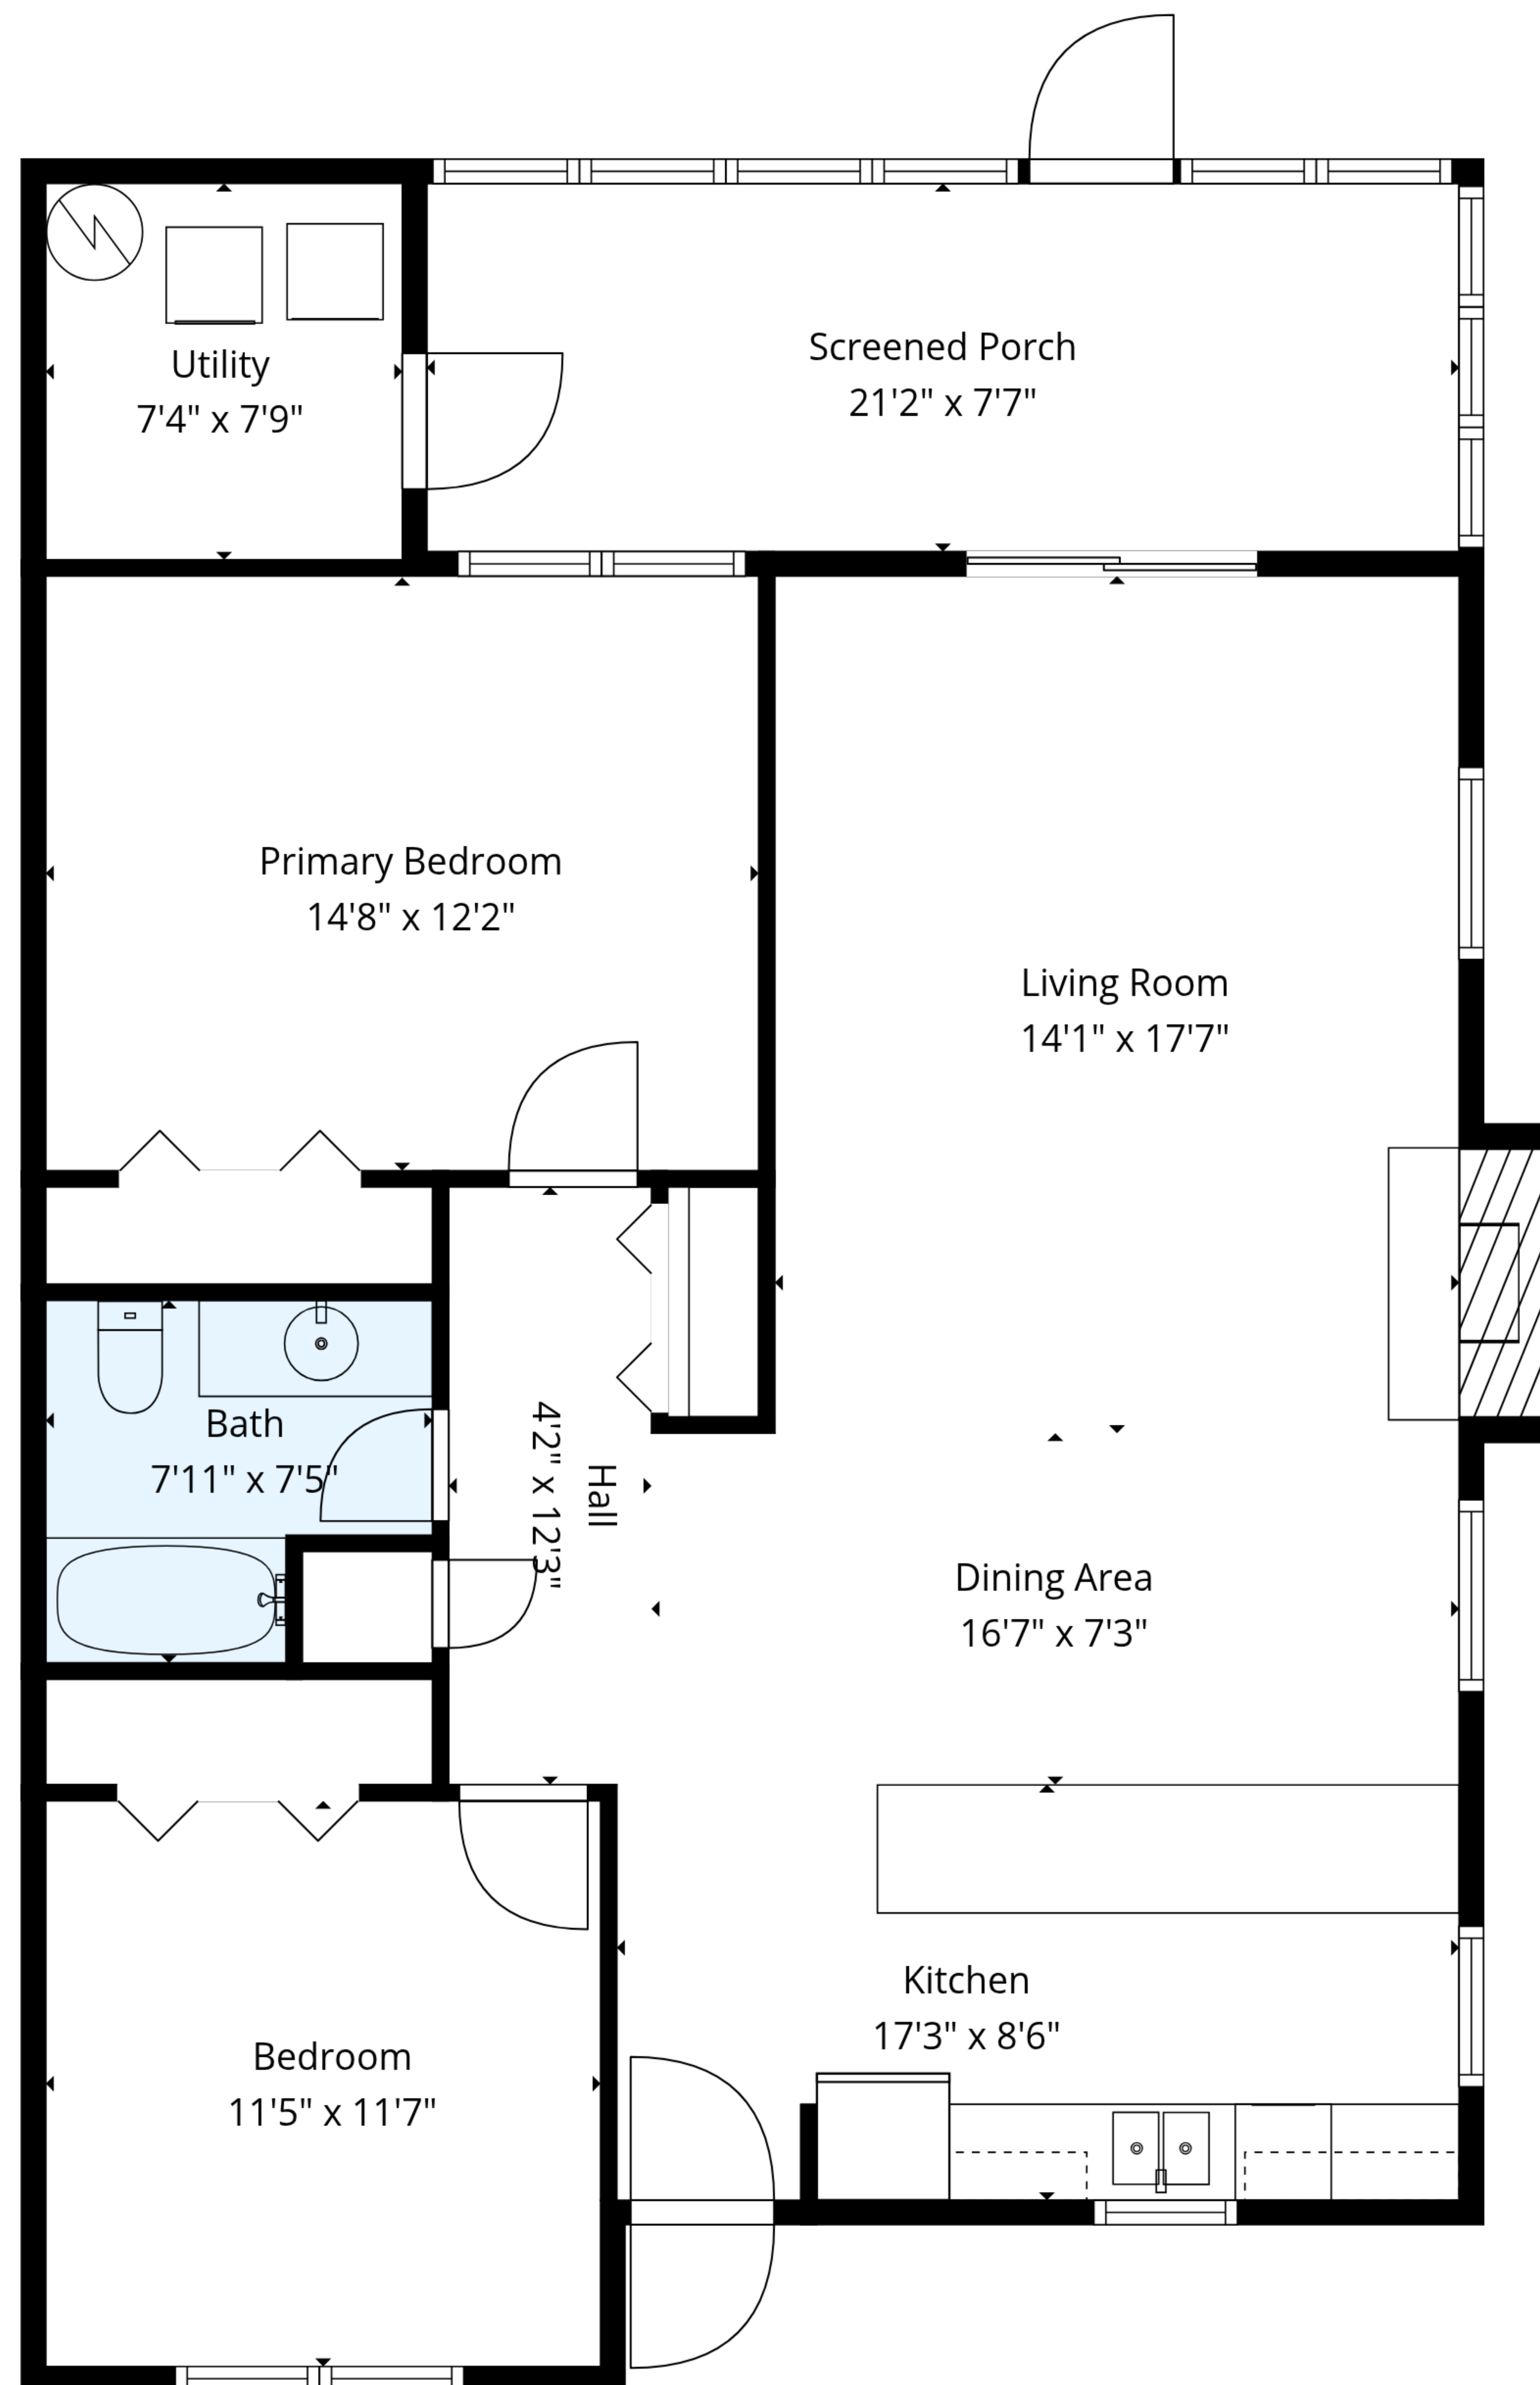 Utility
7'4" x 7'9"
Screened Porch
21'2" x 7'7"
Primary Bedroom
14'8" x 12'2"
Living Room
14'1" x 17'7"
Bath
7'11" x 7'5"
Hall
4'2" x 12'3"
Dining Area
16'7" x 7'3"
Kitchen
17'3" x 8'6"
Bedroom
11'5" x 11'7"